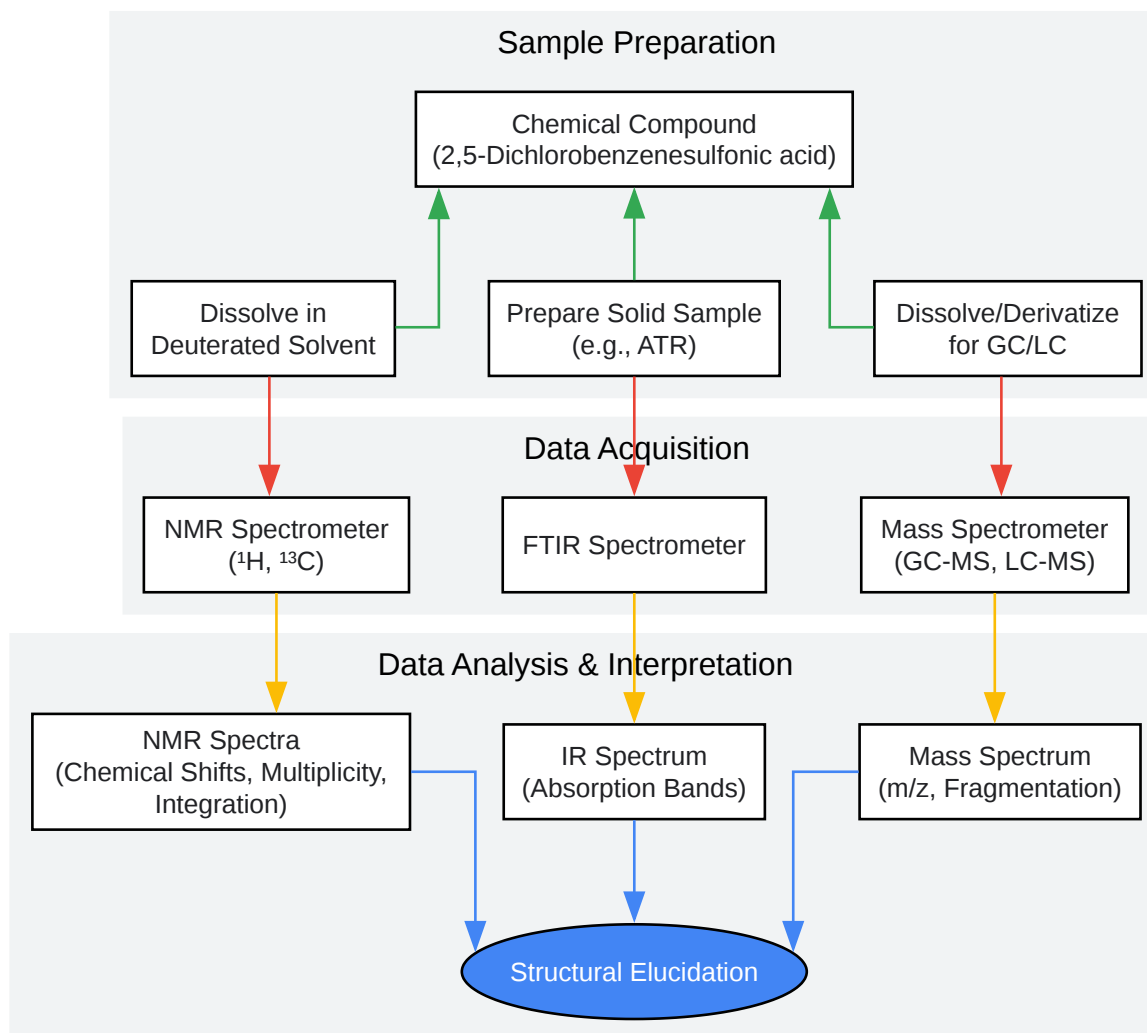 Sample Preparation
Chemical Compound
(2,5-Dichlorobenzenesulfonic acid)
Dissolve in
Deuterated Solvent
Prepare Solid Sample
(e.g., ATR)
Dissolve/Derivatize
for GC/LC
Data Acquisition
NMR Spectrometer
(¹H, ¹³C)
FTIR Spectrometer
Mass Spectrometer
(GC-MS, LC-MS)
Data Analysis & Interpretation
NMR Spectra
(Chemical Shifts, Multiplicity,
Integration)
IR Spectrum
(Absorption Bands)
Mass Spectrum
(m/z, Fragmentation)
Structural Elucidation